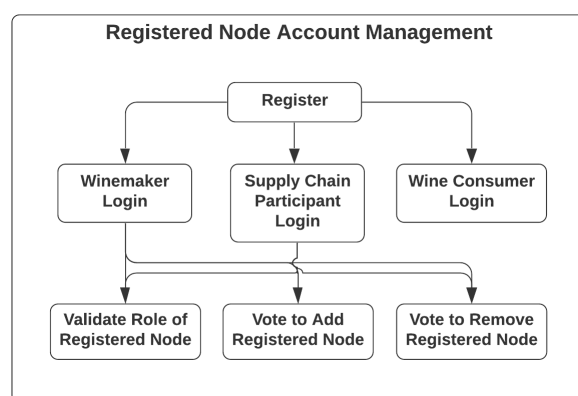 Registered Node Account Management
Register
Winemaker
Login
Supply Chain
Participant
Login
Wine Consumer
Login
Validate Role of
Registered Node
Vote to Add
Registered Node
Vote to Remove
Registered Node